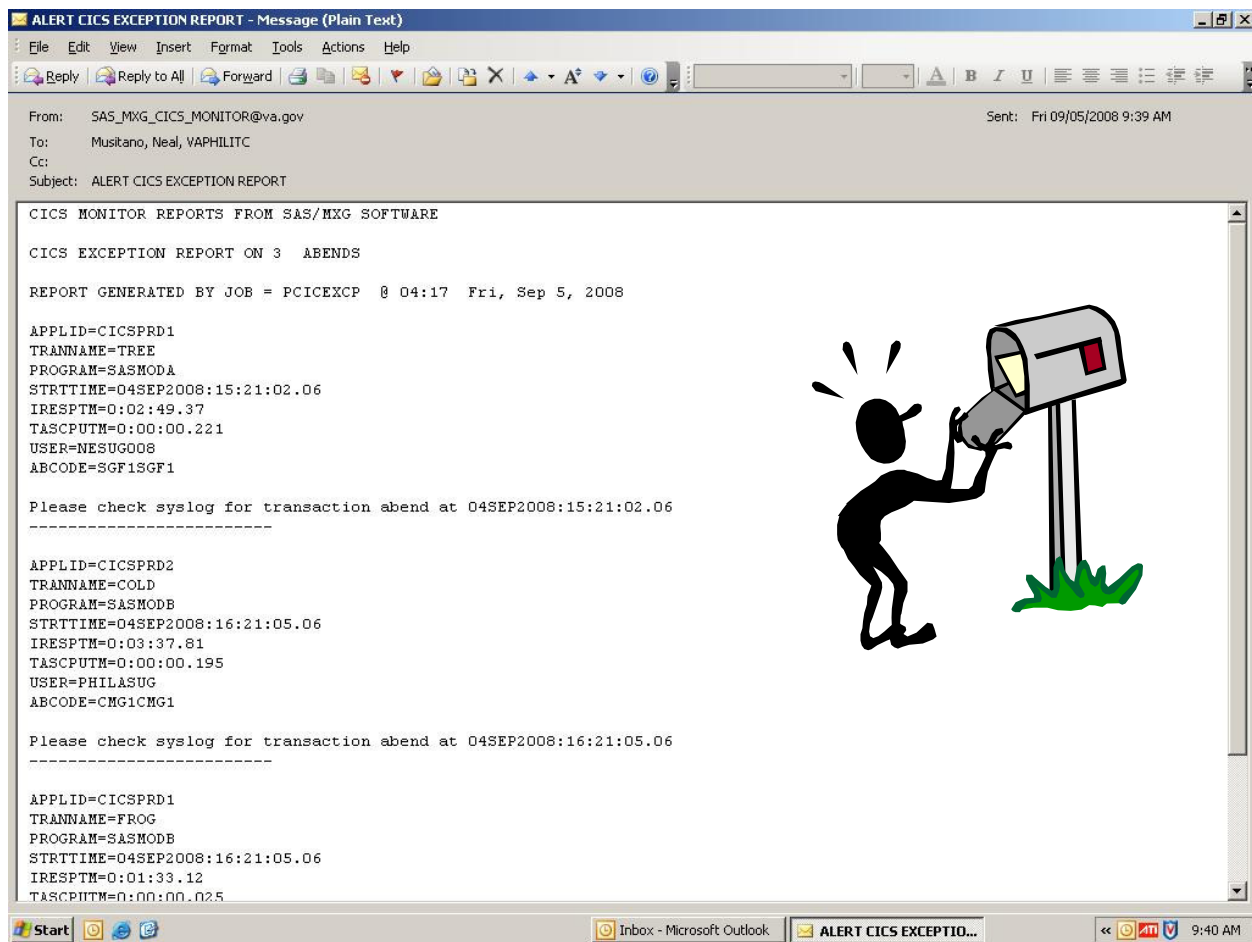 ALERT CICS EXCEPTION REPORT - Message (Plain Text)
File Edit View Insert Format Tools Actions Help
Reply Reply to All Forward A B I U
From: SAS_MXG_CICS_MONITOR@va.gov Sent: Fri 09/05/2008 9:39 AM
To: Musitano, Neal, VAPHILITC
Cc:
Subject: ALERT CICS EXCEPTION REPORT
CICS MONITOR REPORTS FROM SAS/MXG SOFTWARE
CICS EXCEPTION REPORT ON 3 ABENDS
REPORT GENERATED BY JOB = PCICEXCP @ 04:17 Fri, Sep 5, 2008
APPLID=CICSPRD1
TRANNAME=TREE
PROGRAM=SASMODA
STRTTIME=04SEP2008:15:21:02.06
IRESPTM=0:02:49.37
TASCPUTM=0:00:00.221
USER=NESUG008
ABCODE=SGF1SGF1
Please check syslog for transaction abend at 04SEP2008:15:21:02.06
-------------------------
APPLID=CICSPRD2
TRANNAME=COLD
PROGRAM=SASMODB
STRTTIME=04SEP2008:16:21:05.06
IRESPTM=0:03:37.81
TASCPUTM=0:00:00.195
USER=PHILASUG
ABCODE=CMG1CMG1
Please check syslog for transaction abend at 04SEP2008:16:21:05.06
-------------------------
APPLID=CICSPRD1
TRANNAME=FROG
PROGRAM=SASMODB
STRTTIME=04SEP2008:16:21:05.06
IRESPTM=0:01:33.12
TASCPUTM=0:00:00.025
Start Inbox - Microsoft Outlook ALERT CICS EXCEPTIO... « ATI 9:40 AM